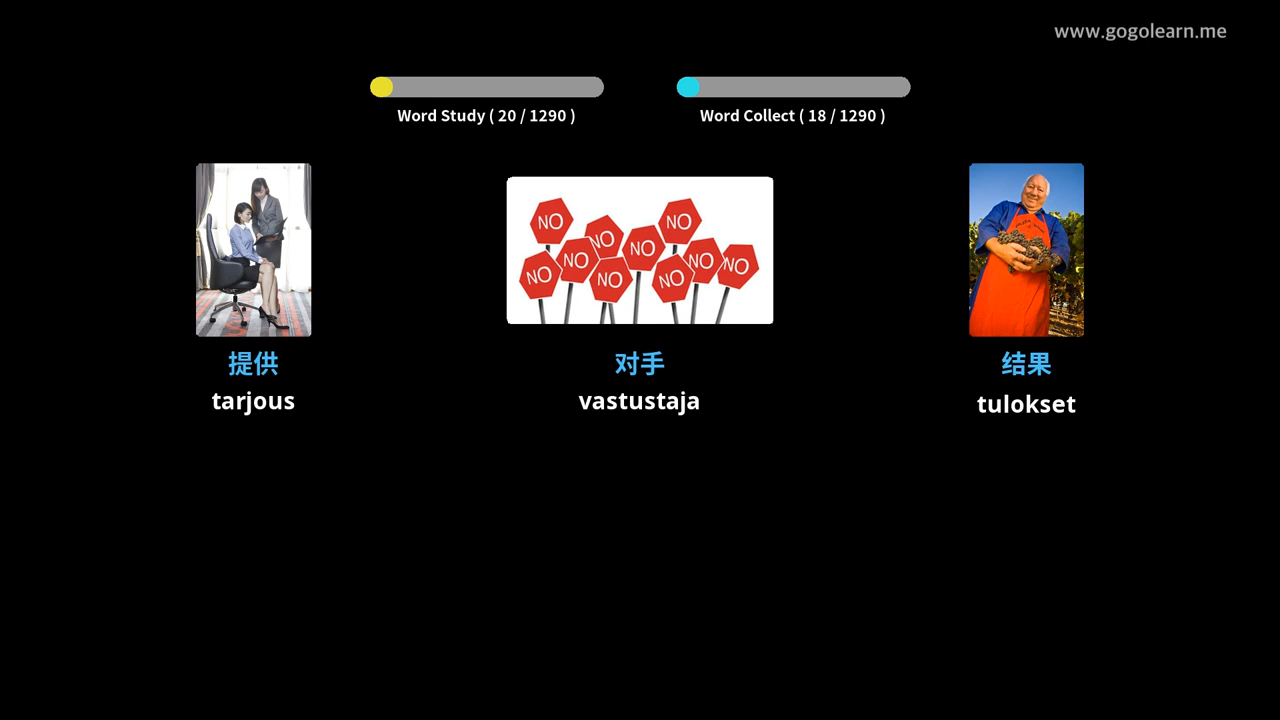 www.gogolearn.me
Word Study ( 20 / 1290 )
Word Collect ( 18 / 1290 )
NO
NO
NO
NO
NO
NO
NO
NO
NO
NO
提供
对手
结果
tarjous
vastustaja
tulokset